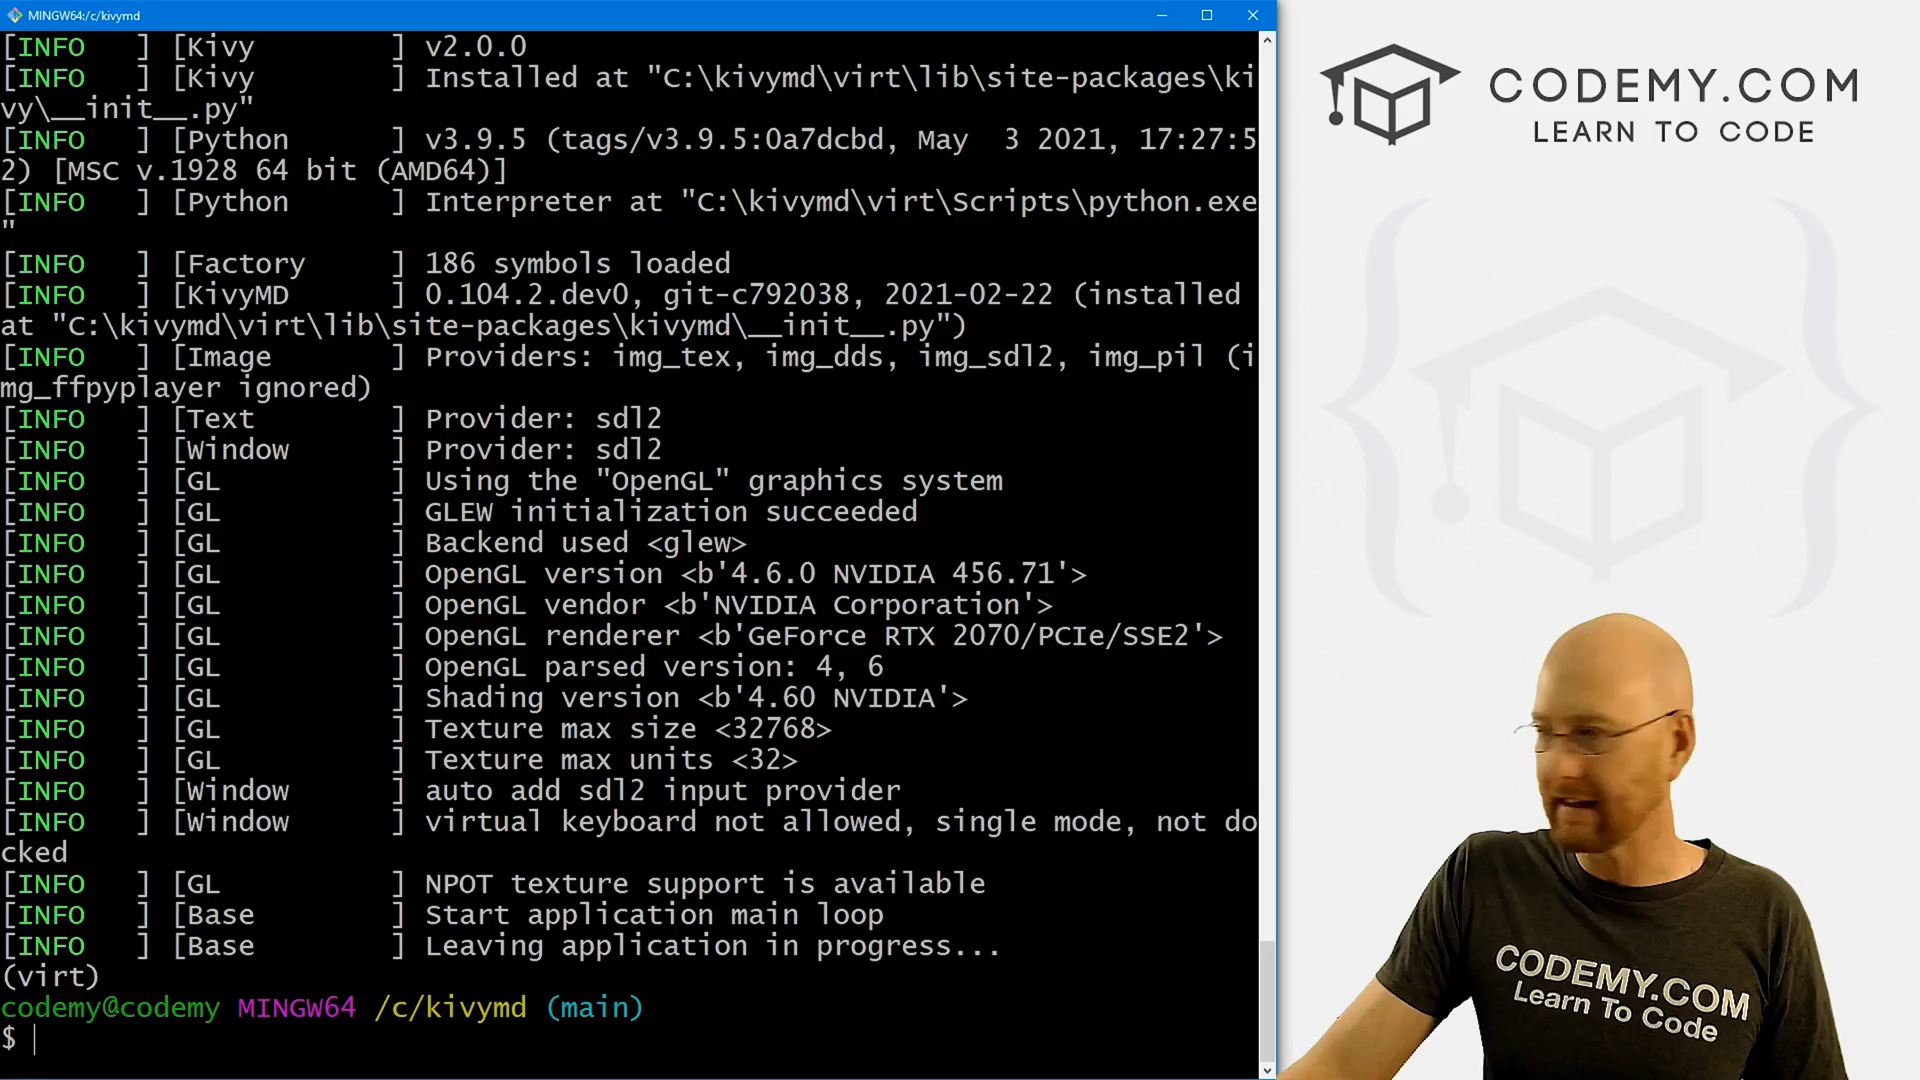 MINGW64:/c/kivymd
[INFO   ] [Kivy        ] v2.0.0
[INFO   ] [Kivy        ] Installed at "C:\kivymd\virt\lib\site-packages\ki
vy\__init__.py"
[INFO   ] [Python      ] v3.9.5 (tags/v3.9.5:0a7dcbd, May  3 2021, 17:27:5
2) [MSC v.1928 64 bit (AMD64)]
[INFO   ] [Python      ] Interpreter at "C:\kivymd\virt\Scripts\python.exe
"
[INFO   ] [Factory     ] 186 symbols loaded
[INFO   ] [KivyMD      ] 0.104.2.dev0, git-c792038, 2021-02-22 (installed
at "C:\kivymd\virt\lib\site-packages\kivymd\__init__.py")
[INFO   ] [Image       ] Providers: img_tex, img_dds, img_sdl2, img_pil (i
mg_ffpyplayer ignored)
[INFO   ] [Text        ] Provider: sdl2
[INFO   ] [Window      ] Provider: sdl2
[INFO   ] [GL          ] Using the "OpenGL" graphics system
[INFO   ] [GL          ] GLEW initialization succeeded
[INFO   ] [GL          ] Backend used <glew>
[INFO   ] [GL          ] OpenGL version <b'4.6.0 NVIDIA 456.71'>
[INFO   ] [GL          ] OpenGL vendor <b'NVIDIA Corporation'>
[INFO   ] [GL          ] OpenGL renderer <b'GeForce RTX 2070/PCIe/SSE2'>
[INFO   ] [GL          ] OpenGL parsed version: 4, 6
[INFO   ] [GL          ] Shading version <b'4.60 NVIDIA'>
[INFO   ] [GL          ] Texture max size <32768>
[INFO   ] [GL          ] Texture max units <32>
[INFO   ] [Window      ] auto add sdl2 input provider
[INFO   ] [Window      ] virtual keyboard not allowed, single mode, not do
cked
[INFO   ] [GL          ] NPOT texture support is available
[INFO   ] [Base        ] Start application main loop
[INFO   ] [Base        ] Leaving application in progress...
(virt)
codemy@codemy MINGW64 /c/kivymd (main)
$
CODEMY.COM
LEARN TO CODE
CODEMY.COM
Learn To Code